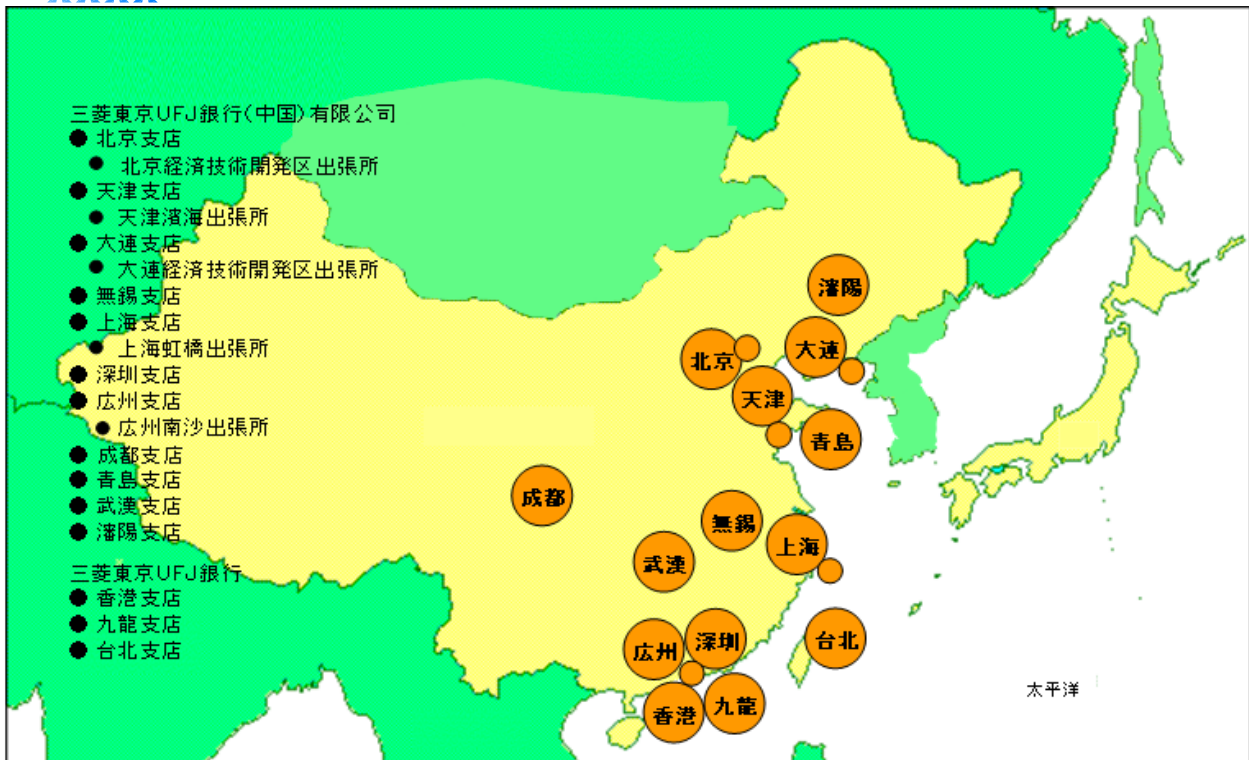 三菱東京UFJ銀行(中国)有限公司
● 北京支店
● 北京経済技術開発区出張所
● 天津支店
● 天津濱海出張所
● 大連支店
● 大連経済技術開発区出張所
● 無錫支店
● 上海支店
● 上海虹橋出張所
● 深圳支店
● 広州支店
● 広州南沙出張所
● 成都支店
● 青島支店
● 武漢支店
● 瀋陽支店
三菱東京UFJ銀行
● 香港支店
● 九龍支店
● 台北支店
瀋陽
大連
北京
天津
青島
成都
無錫
上海
武漢
深圳
広州
台北
香港
九龍
太平洋